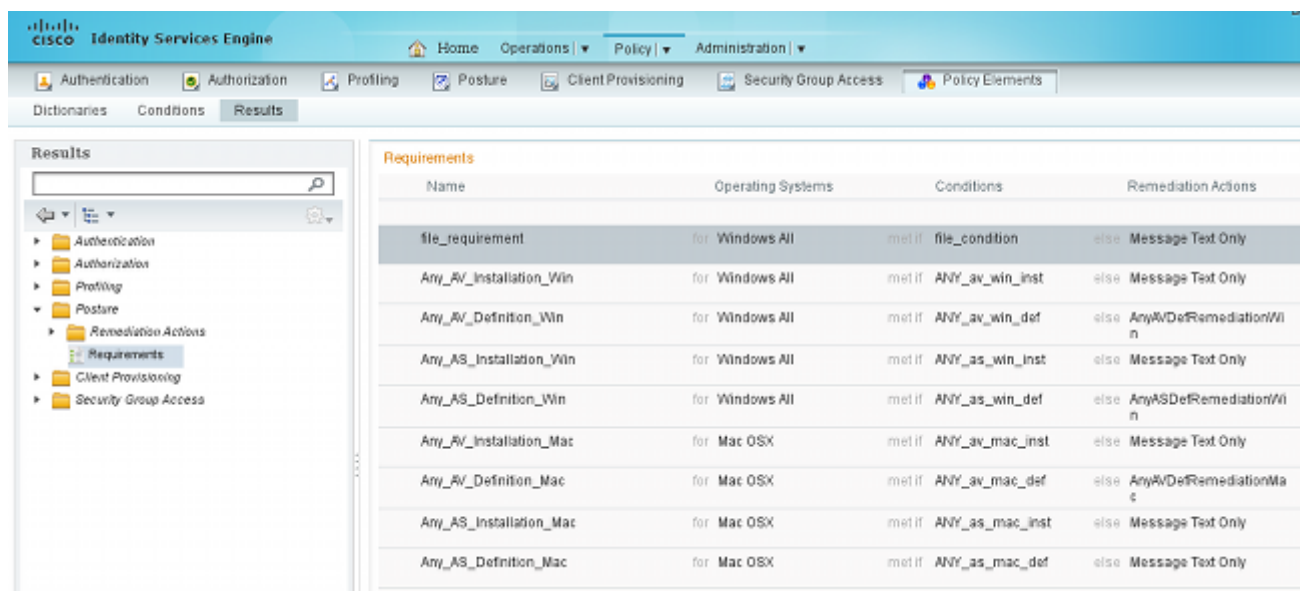 cisco Identity Services Engine
Home Operations | ▼ Policy | ▼ Administration | ▼
Authentication Authorization Profiling Posture Client Provisioning Security Group Access Policy Elements
Dictionaries Conditions Results
Results
Authentication
Authorization
Profiling
Posture
Remediation Actions
Requirements
Client Provisioning
Security Group Access
Requirements
Name Operating Systems Conditions Remediation Actions
file_requirement for Windows All met if file_condition else Message Text Only
Any_AV_Installation_Win for Windows All met if ANY_av_win_inst else Message Text Only
Any_AV_Definition_Win for Windows All met if ANY_av_win_def else AnyAVDefRemediationWi
n
Any_AS_Installation_Win for Windows All met if ANY_as_win_inst else Message Text Only
Any_AS_Definition_Win for Windows All met if ANY_as_win_def else AnyASDefRemediationWi
n
Any_AV_Installation_Mac for Mac OSX met if ANY_av_mac_inst else Message Text Only
Any_AV_Definition_Mac for Mac OSX met if ANY_av_mac_def else AnyAVDefRemediationMa
c
Any_AS_Installation_Mac for Mac OSX met if ANY_as_mac_inst else Message Text Only
Any_AS_Definition_Mac for Mac OSX met if ANY_as_mac_def else Message Text Only